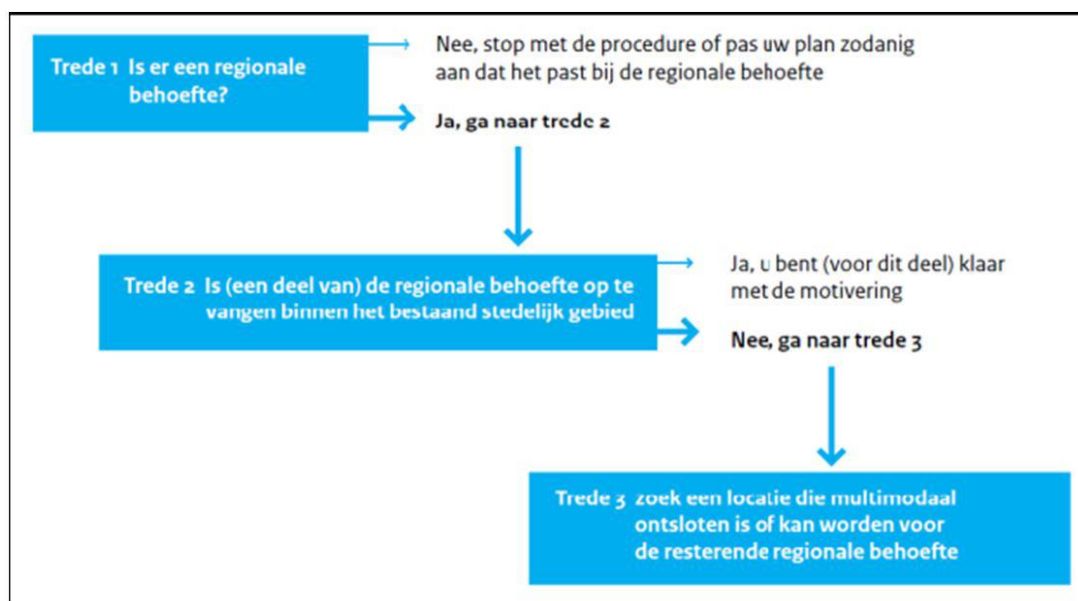 Trede 1 Is er een regionale
behoefte?
Nee, stop met de procedure of pas uw plan zodanig
aan dat het past bij de regionale behoefte
Ja, ga naar trede 2
Trede 2 Is (een deel van) de regionale behoefte op te
vangen binnen het bestaand stedelijk gebied
Ja, u bent (voor dit deel) klaar
met de motivering
Nee, ga naar trede 3
Trede 3 zoek een locatie die multimodaal
ontsloten is of kan worden voor
de resterende regionale behoefte